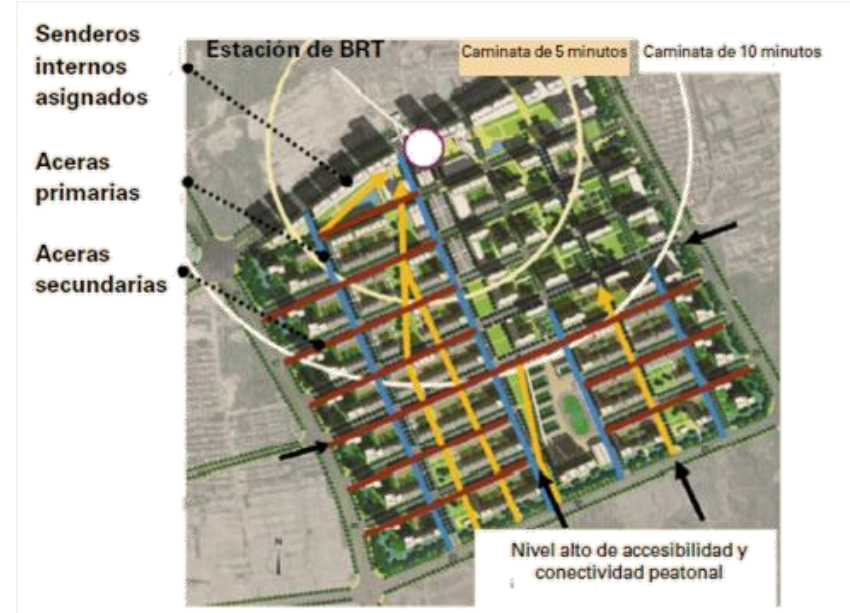 Senderos
internos
asignados
Estación de BRT
Caminata de 5 minutos
Caminata de 10 minutos
Aceras
primarias
Aceras
secundarias
N
Nivel alto de accesibilidad y
conectividad peatonal